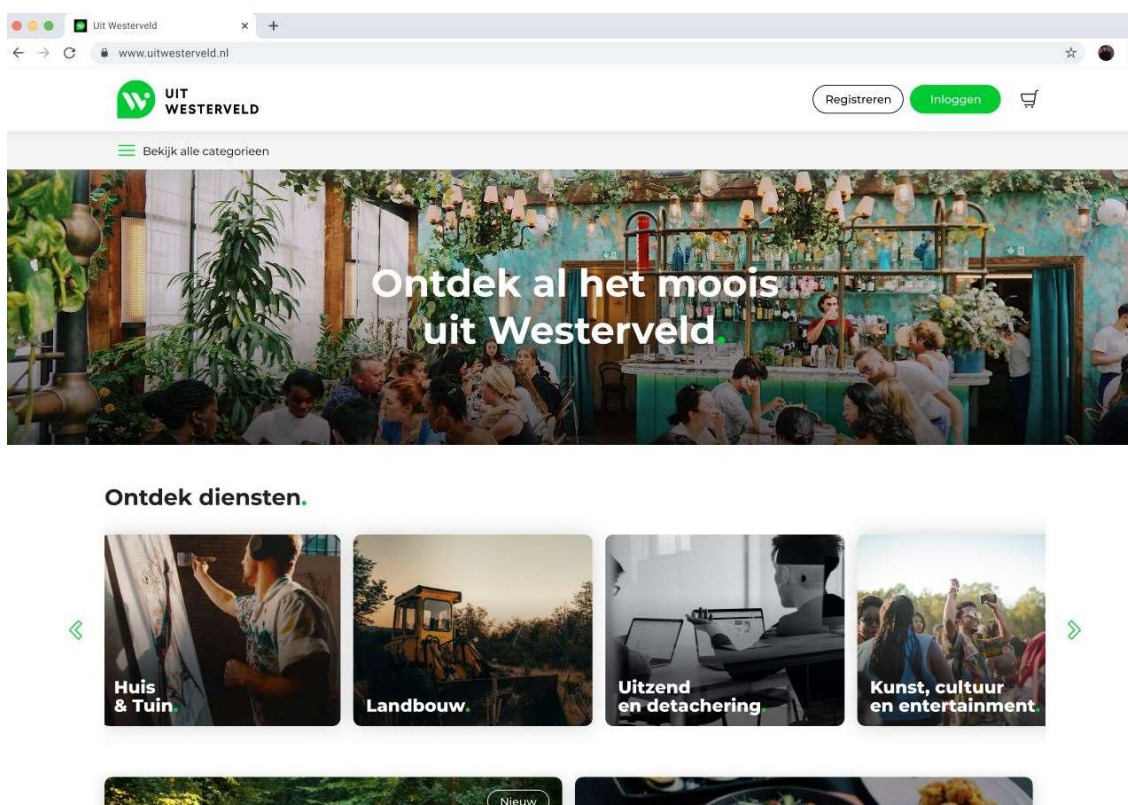 Uit Westerveld
www.uitwesterveld.nl
UIT
WESTERVELD
Registreren
Inloggen
Bekijk alle categorieen
Ontdek al het moois
uit Westerveld.
Ontdek diensten.
Huis
& Tuin.
Landbouw.
Uitzend
en detachering.
Kunst, cultuur
en entertainment.
Nieuw